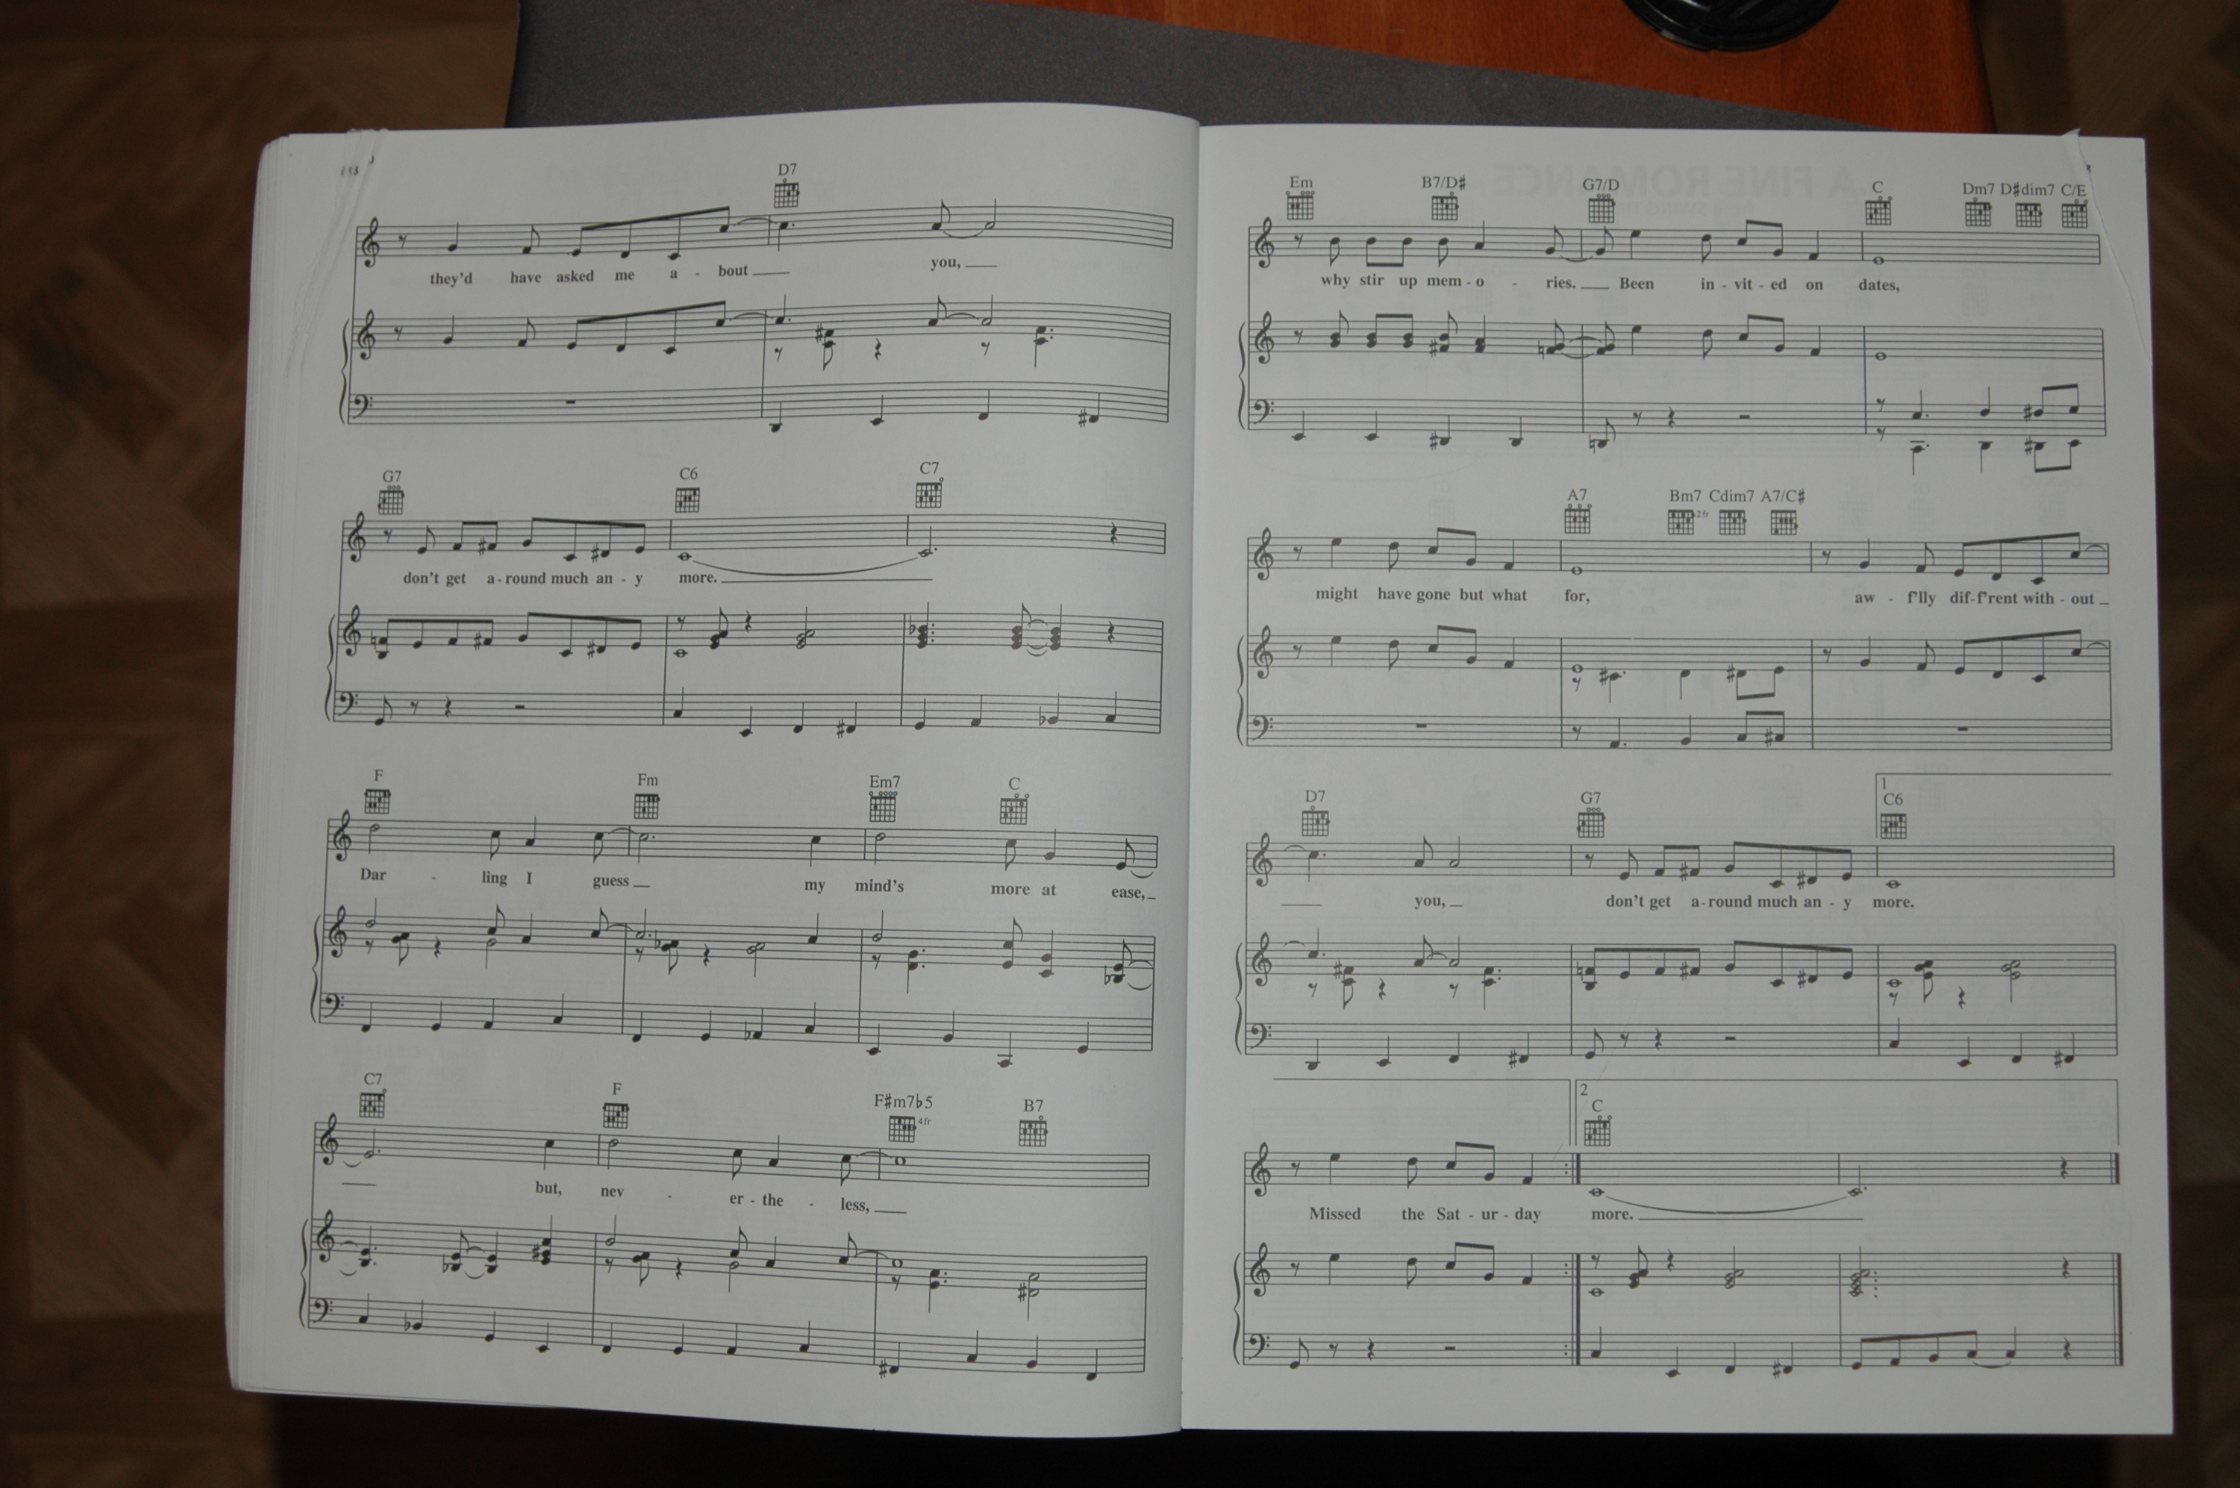 D7
they'd have asked me a - bout you,
G7 C6 C7
don't get a - round much an - y more.
F Fm Em7 C
Dar - ling I guess my mind's more at ease,
C7 F F♯m7♭5 4fr B7
but, nev - er - the - less,
Em B7/D♯ G7/D C Dm7 D♯dim7 C/E
why stir up mem - o - ries. Been in - vit - ed on dates,
A7 Bm7 2fr Cdim7 A7/C♯
might have gone but what for, aw - f'lly dif - f'rent with - out
1
D7 G7 C6
you, don't get a - round much an - y more.
2
C
Missed the Sat - ur - day more.